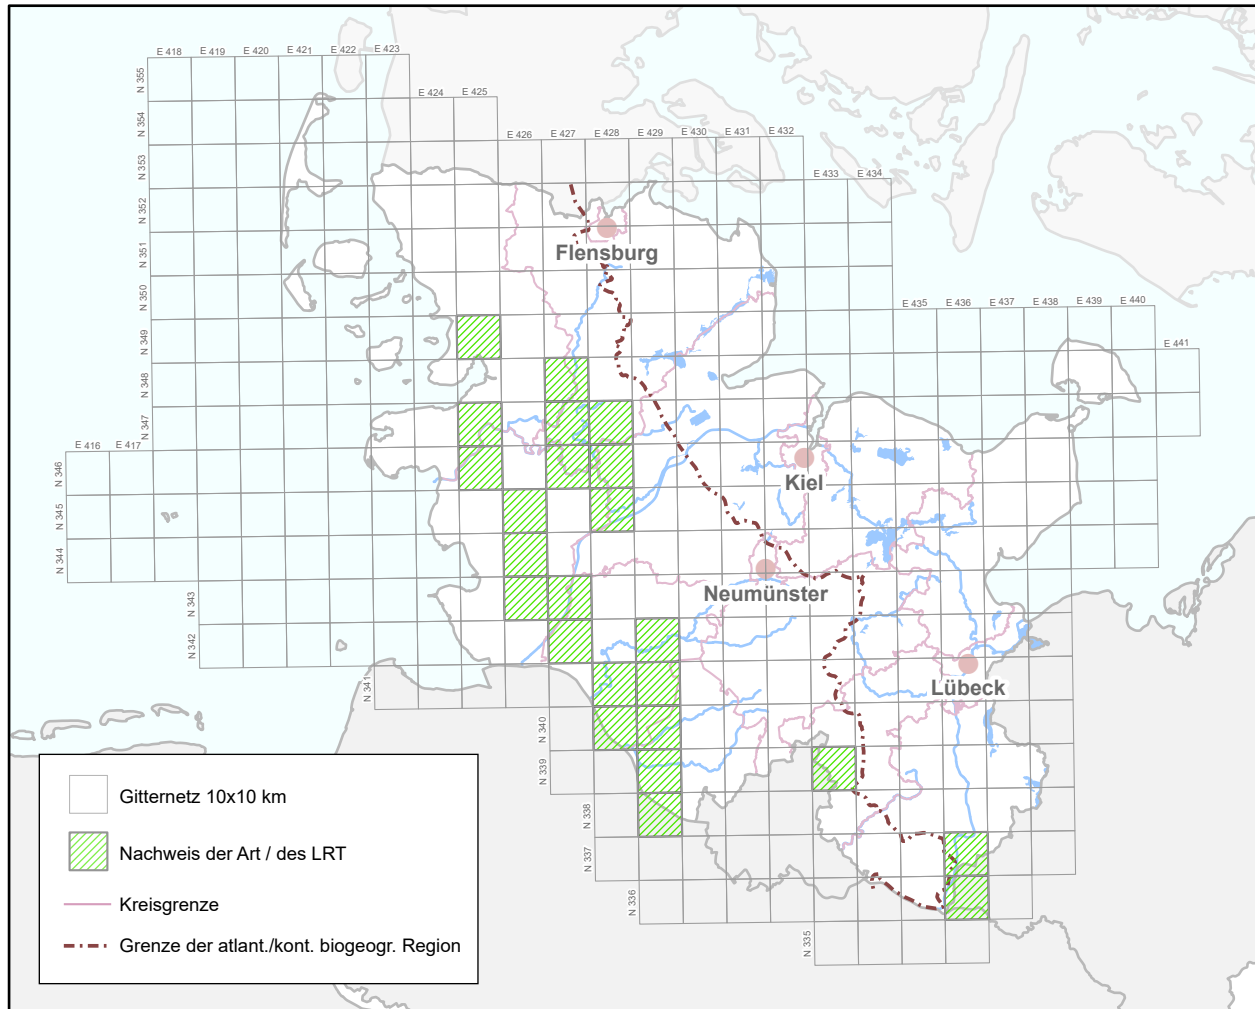 E 418
E 419
E 420
E 421
E 422
E 423
E 424
E 425
E 426
E 427
E 428
E 429
E 430
E 431
E 432
E 433
E 434
E 435
E 436
E 437
E 438
E 439
E 440
E 441
E 416
E 417
N 355
N 354
N 353
N 352
N 351
N 350
N 349
N 348
N 347
N 346
N 345
N 344
N 343
N 342
N 341
N 340
N 339
N 338
N 337
N 336
N 335
Flensburg
Kiel
Neumünster
Lübeck
Gitternetz 10x10 km
Nachweis der Art / des LRT
Kreisgrenze
Grenze der atlant./kont. biogeogr. Region